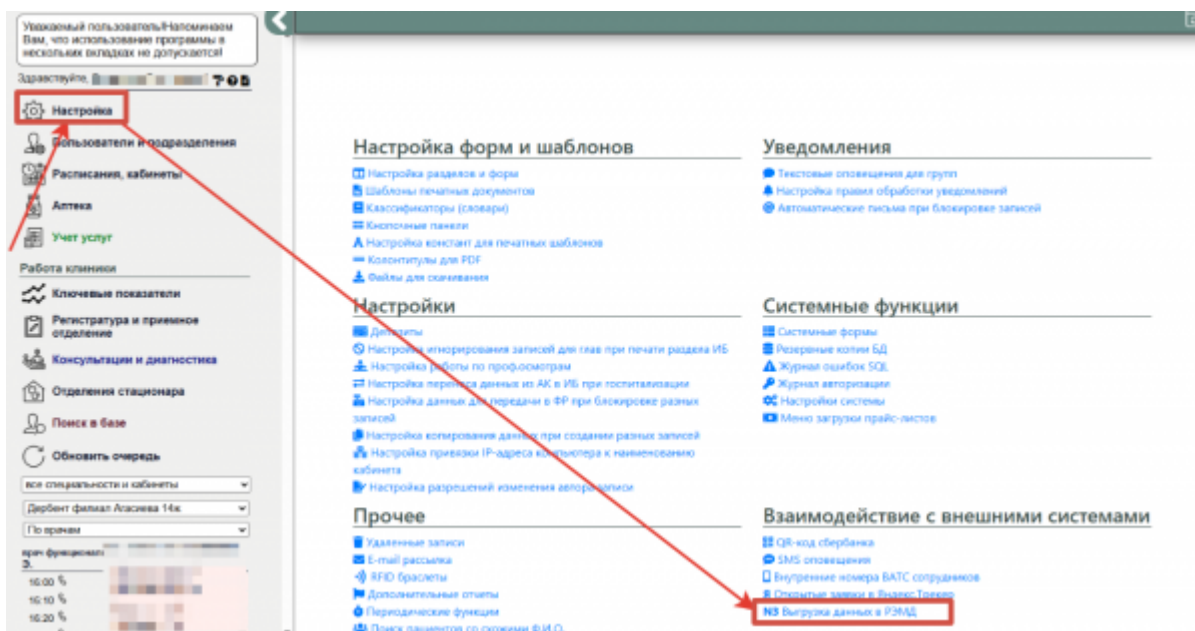 Уважаемый пользователь!Напоминаем
Вам, что использование программы в
нескольких вкладках не допускается!
Здравствуйте,
Настройка
Пользователи и подразделения
Расписания, кабинеты
Аптека
Учет услуг
Работа клиники
Ключевые показатели
Регистратура и приемное
отделение
Консультации и диагностика
Отделения стационара
Поиск в базе
Обновить очередь
все специальности и кабинеты
Дербент филиал Агасиева 14ж
По врачам
врач функциональ
Э.
16:00
16:10
16:20
Настройка форм и шаблонов
Настройка разделов и форм
Шаблоны печатных документов
Классификаторы (словари)
Кнопочные панели
Настройка констант для печатных шаблонов
Колонтитулы для PDF
Файлы для скачивания
Уведомления
Текстовые оповещения для групп
Настройка правил обработки уведомлений
Автоматические письма при блокировке записей
Настройки
Депозиты
Настройка игнорирования записей для глав при печати раздела ИБ
Настройка работы по проф.осмотрам
Настройка переноса данных из АК в ИБ при госпитализации
Настройка данных для передачи в ФР при блокировке разных
записей
Настройка копирования данных при создании разных записей
Настройка привязки IP-адреса компьютера к наименованию
кабинета
Настройка разрешений изменения автора записи
Системные функции
Системные формы
Резервные копии БД
Журнал ошибок SQL
Журнал авторизации
Настройки системы
Меню загрузки прайс-листов
Прочее
Удаленные записи
E-mail рассылка
RFID браслеты
Дополнительные отчеты
Периодические функции
Поиск пациентов со схожими Ф.И.О.
Взаимодействие с внешними системами
QR-код сбербанка
SMS оповещения
Внутренние номера ВАТС сотрудников
Я Открытые заявки в Яндекс.Трекер
N3 Выгрузка данных в РЭМД